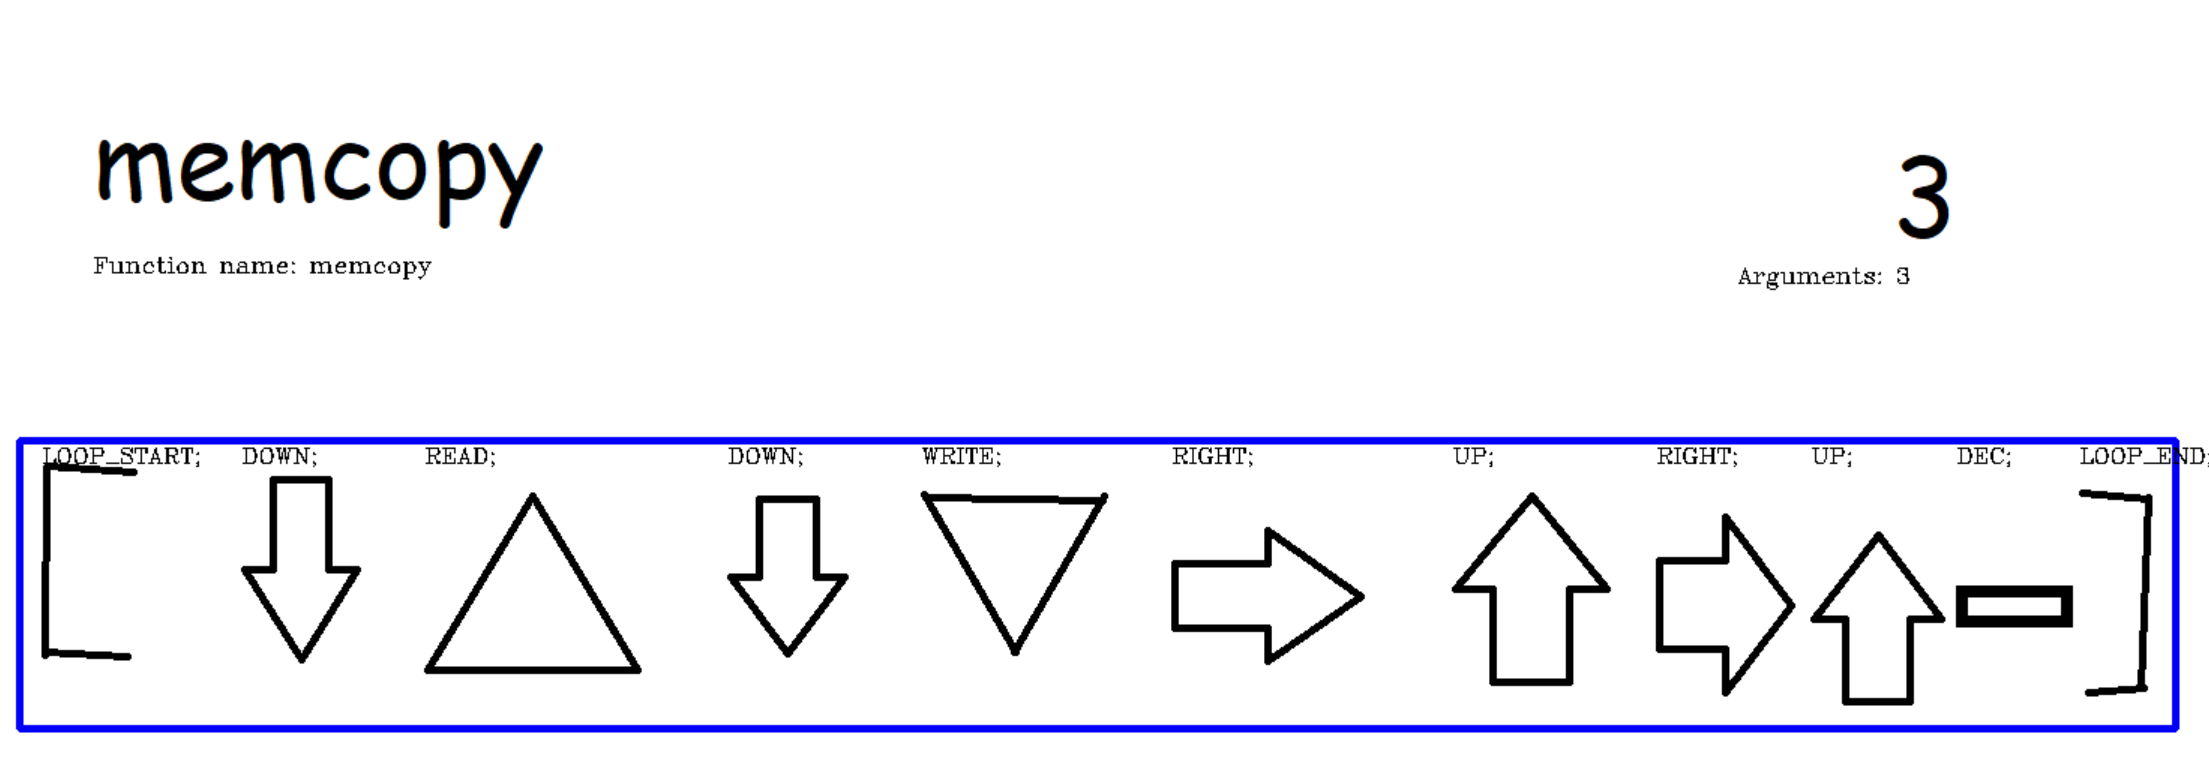 memcopy
3
Function name: memcopy
Arguments: 3
LOOP_START; DOWN; READ; DOWN; WRITE; RIGHT; UP; RIGHT; UP; DEC; LOOP_END;